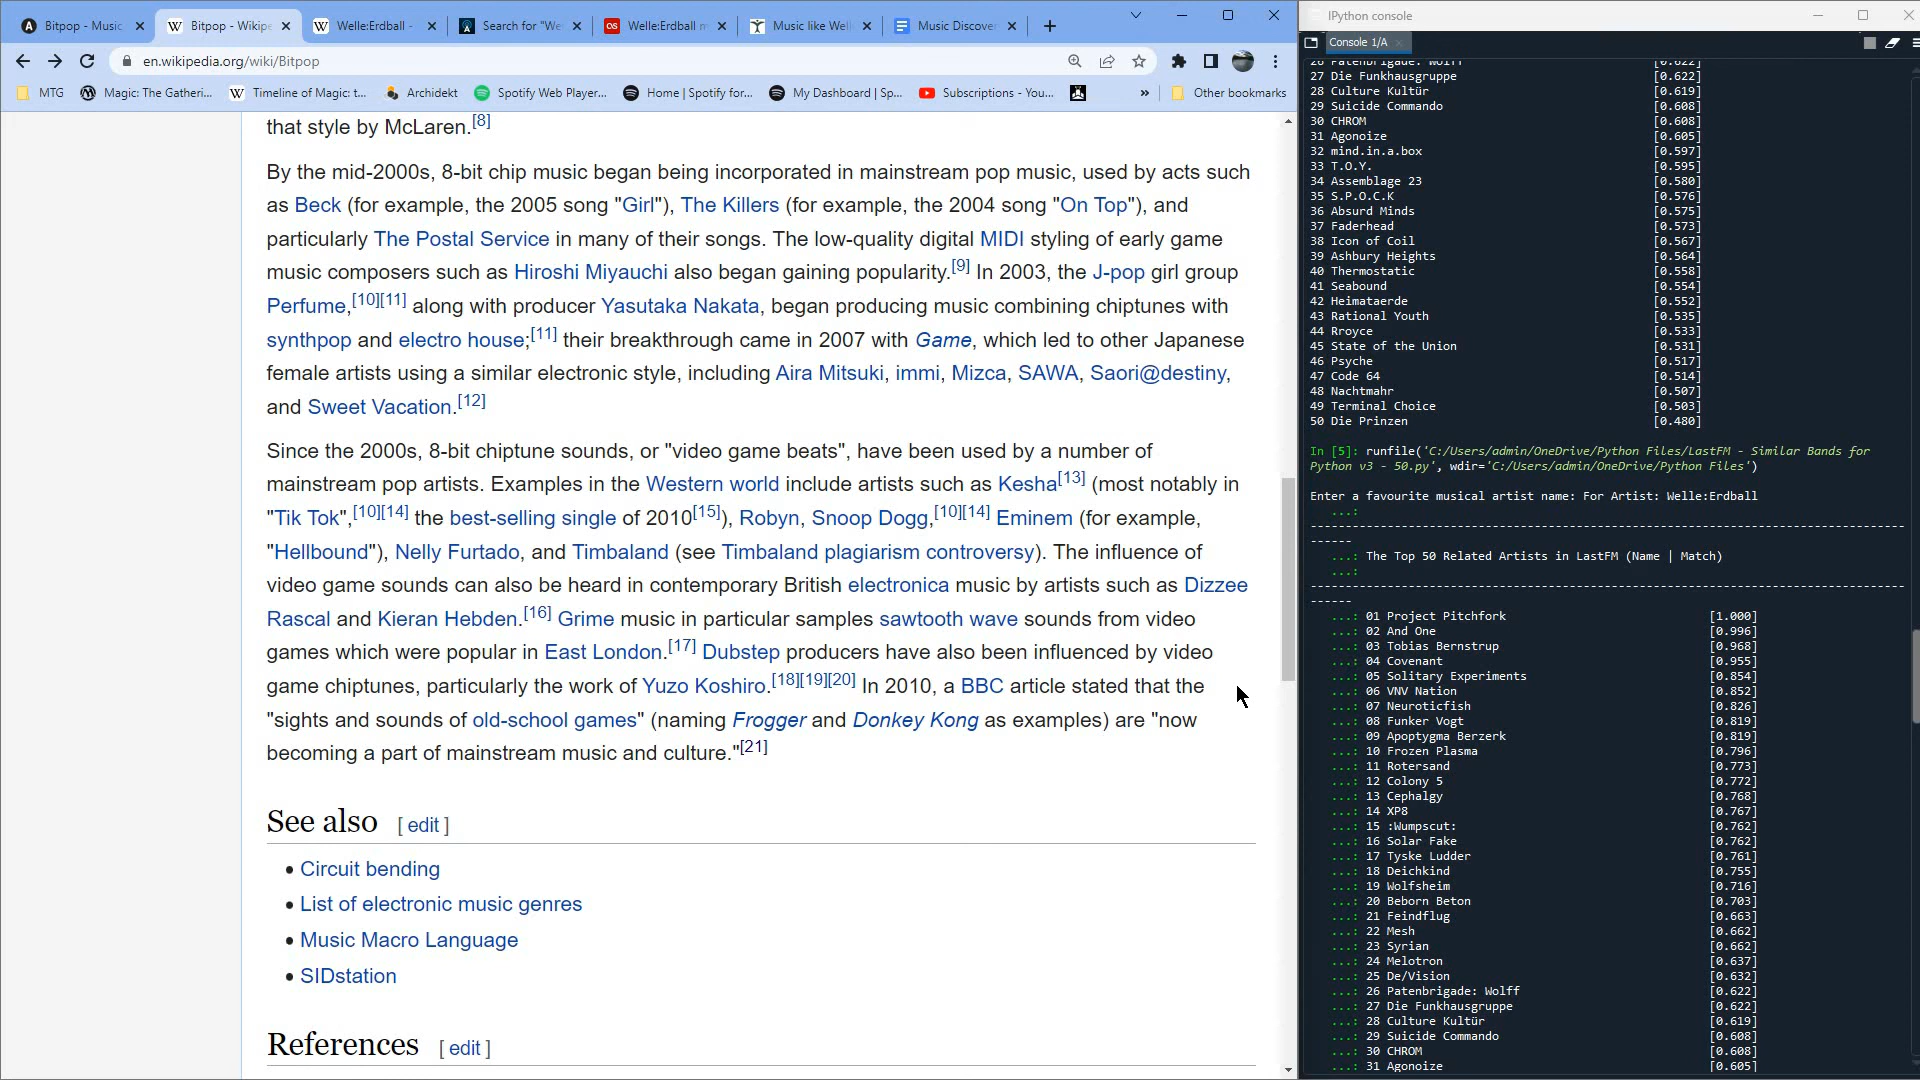 Bitpop - Music
Bitpop - Wikipe
Welle:Erdball -
Search for "We
Welle:Erdball m
Music like Well
Music Discover
en.wikipedia.org/wiki/Bitpop
MTG
Magic: The Gatheri...
Timeline of Magic: t...
Archidekt
Spotify Web Player...
Home | Spotify for...
My Dashboard | Sp...
Subscriptions - You...
»
Other bookmarks
that style by McLaren.[8]
By the mid-2000s, 8-bit chip music began being incorporated in mainstream pop music, used by acts such
as Beck (for example, the 2005 song "Girl"), The Killers (for example, the 2004 song "On Top"), and
particularly The Postal Service in many of their songs. The low-quality digital MIDI styling of early game
music composers such as Hiroshi Miyauchi also began gaining popularity.[9] In 2003, the J-pop girl group
Perfume,[10][11] along with producer Yasutaka Nakata, began producing music combining chiptunes with
synthpop and electro house;[11] their breakthrough came in 2007 with Game, which led to other Japanese
female artists using a similar electronic style, including Aira Mitsuki, immi, Mizca, SAWA, Saori@destiny,
and Sweet Vacation.[12]
Since the 2000s, 8-bit chiptune sounds, or "video game beats", have been used by a number of
mainstream pop artists. Examples in the Western world include artists such as Kesha[13] (most notably in
"Tik Tok",[10][14] the best-selling single of 2010[15]), Robyn, Snoop Dogg,[10][14] Eminem (for example,
"Hellbound"), Nelly Furtado, and Timbaland (see Timbaland plagiarism controversy). The influence of
video game sounds can also be heard in contemporary British electronica music by artists such as Dizzee
Rascal and Kieran Hebden.[16] Grime music in particular samples sawtooth wave sounds from video
games which were popular in East London.[17] Dubstep producers have also been influenced by video
game chiptunes, particularly the work of Yuzo Koshiro.[18][19][20] In 2010, a BBC article stated that the
"sights and sounds of old-school games" (naming Frogger and Donkey Kong as examples) are "now
becoming a part of mainstream music and culture."[21]
See also [ edit ]
• Circuit bending
• List of electronic music genres
• Music Macro Language
• SIDstation
References [ edit ]
IPython console
Console 1/A
26 Patenbrigade: Wolff [0.622]
27 Die Funkhausgruppe [0.622]
28 Culture Kultür [0.619]
29 Suicide Commando [0.608]
30 CHROM [0.608]
31 Agonoize [0.605]
32 mind.in.a.box [0.597]
33 T.O.Y. [0.595]
34 Assemblage 23 [0.580]
35 S.P.O.C.K [0.576]
36 Absurd Minds [0.575]
37 Faderhead [0.573]
38 Icon of Coil [0.567]
39 Ashbury Heights [0.564]
40 Thermostatic [0.558]
41 Seabound [0.554]
42 Heimataerde [0.552]
43 Rational Youth [0.535]
44 Rroyce [0.533]
45 State of the Union [0.531]
46 Psyche [0.517]
47 Code 64 [0.514]
48 Nachtmahr [0.507]
49 Terminal Choice [0.503]
50 Die Prinzen [0.480]
In [5]: runfile('C:/Users/admin/OneDrive/Python Files/LastFM - Similar Bands for
Python v3 - 50.py', wdir='C:/Users/admin/OneDrive/Python Files')
Enter a favourite musical artist name: For Artist: Welle:Erdball
...:
--------------------------------------------------------------------------------
------
...: The Top 50 Related Artists in LastFM (Name | Match)
...:
--------------------------------------------------------------------------------
------
...: 01 Project Pitchfork [1.000]
...: 02 And One [0.996]
...: 03 Tobias Bernstrup [0.968]
...: 04 Covenant [0.955]
...: 05 Solitary Experiments [0.854]
...: 06 VNV Nation [0.852]
...: 07 Neuroticfish [0.826]
...: 08 Funker Vogt [0.819]
...: 09 Apoptygma Berzerk [0.819]
...: 10 Frozen Plasma [0.796]
...: 11 Rotersand [0.773]
...: 12 Colony 5 [0.772]
...: 13 Cephalgy [0.768]
...: 14 XP8 [0.767]
...: 15 :Wumpscut: [0.762]
...: 16 Solar Fake [0.762]
...: 17 Tyske Ludder [0.761]
...: 18 Deichkind [0.755]
...: 19 Wolfsheim [0.716]
...: 20 Beborn Beton [0.703]
...: 21 Feindflug [0.663]
...: 22 Mesh [0.662]
...: 23 Syrian [0.662]
...: 24 Melotron [0.637]
...: 25 De/Vision [0.632]
...: 26 Patenbrigade: Wolff [0.622]
...: 27 Die Funkhausgruppe [0.622]
...: 28 Culture Kultür [0.619]
...: 29 Suicide Commando [0.608]
...: 30 CHROM [0.608]
...: 31 Agonoize [0.605]